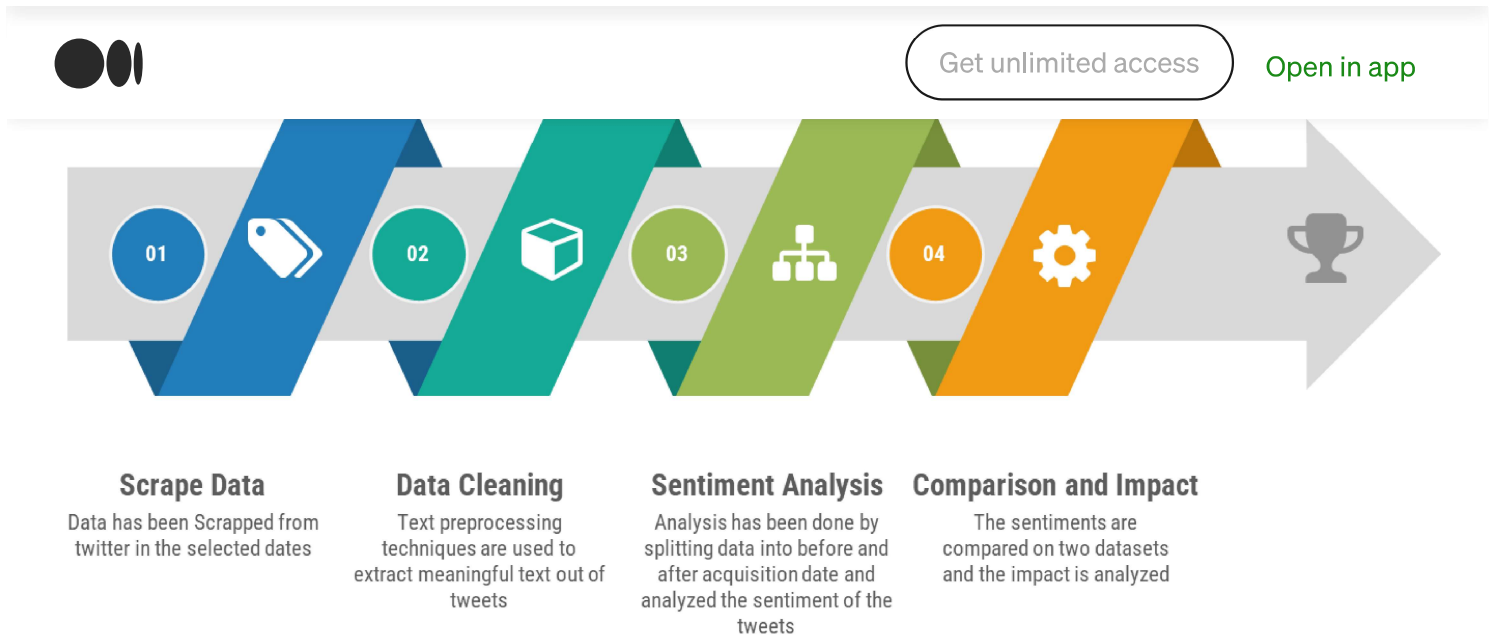 Get unlimited access
Open in app
01
02
03
04
Scrape Data
Data has been Scrapped from
twitter in the selected dates
Data Cleaning
Text preprocessing
techniques are used to
extract meaningful text out of
tweets
Sentiment Analysis
Analysis has been done by
splitting data into before and
after acquisition date and
analyzed the sentiment of the
tweets
Comparison and Impact
The sentiments are
compared on two datasets
and the impact is analyzed